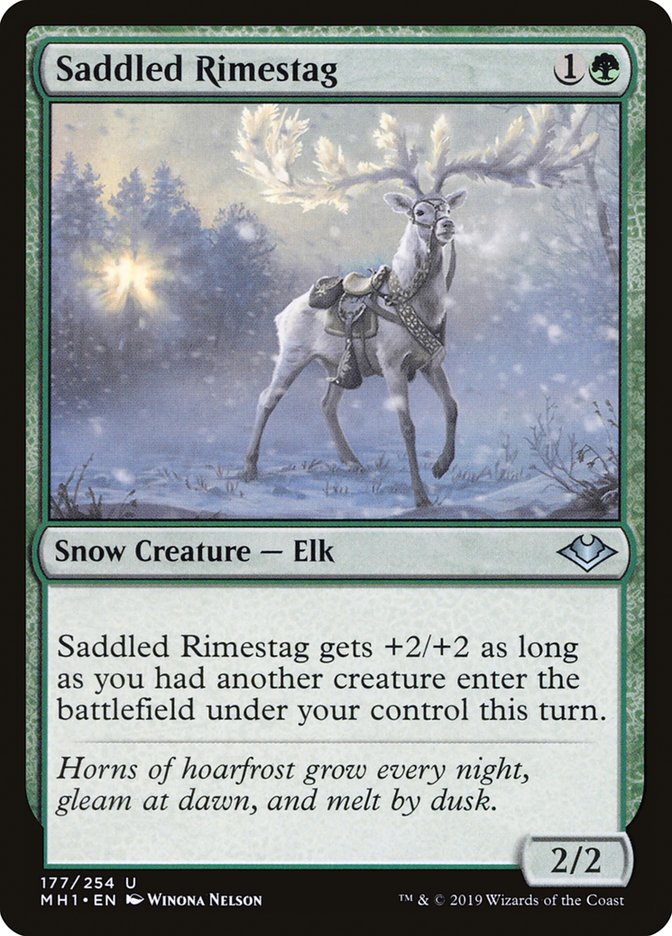 Saddled Rimestag 1
Snow Creature — Elk
Saddled Rimestag gets +2/+2 as long
as you had another creature enter the
battlefield under your control this turn.
Horns of hoarfrost grow every night,
gleam at dawn, and melt by dusk.
2/2
177/254 U
MH1 • EN Winona Nelson ™ & © 2019 Wizards of the Coast